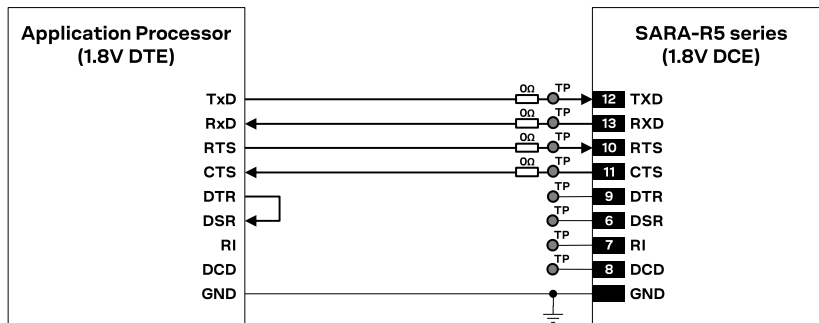 Application Processor
(1.8V DTE)
SARA-R5 series
(1.8V DCE)
TxD 0Ω TP 12 TXD
RxD 0Ω TP 13 RXD
RTS 0Ω TP 10 RTS
CTS 0Ω TP 11 CTS
DTR TP 9 DTR
DSR TP 6 DSR
RI TP 7 RI
DCD TP 8 DCD
GND GND